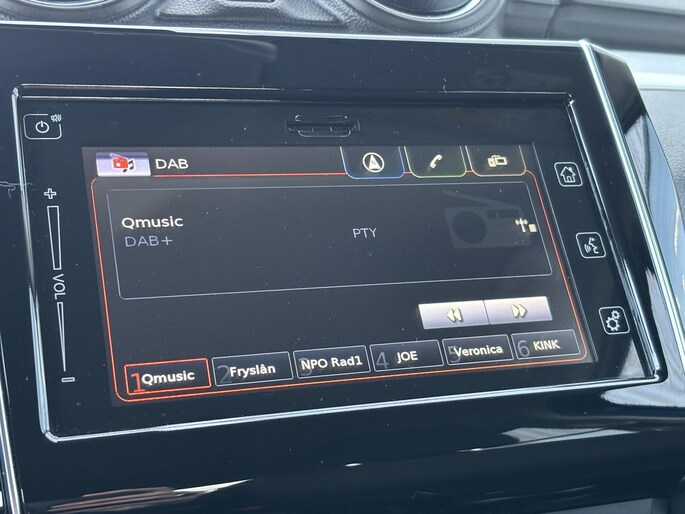 DAB
Qmusic
DAB+
PTY
+
VOL
-
1 Qmusic
2 Fryslân
3 NPO Rad1
4 JOE
5 Veronica
6 KINK